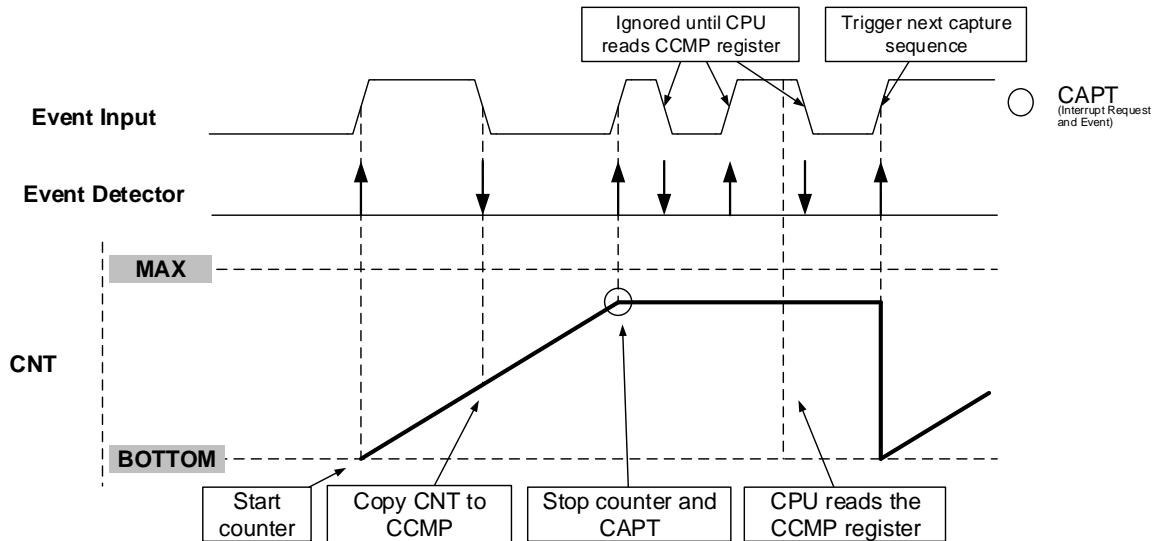 Ignored until CPU
reads CCMP register
Trigger next capture
sequence
Event Input
CAPT
(Interrupt Request
and Event)
Event Detector
MAX
CNT
BOTTOM
Start
counter
Copy CNT to
CCMP
Stop counter and
CAPT
CPU reads the
CCMP register